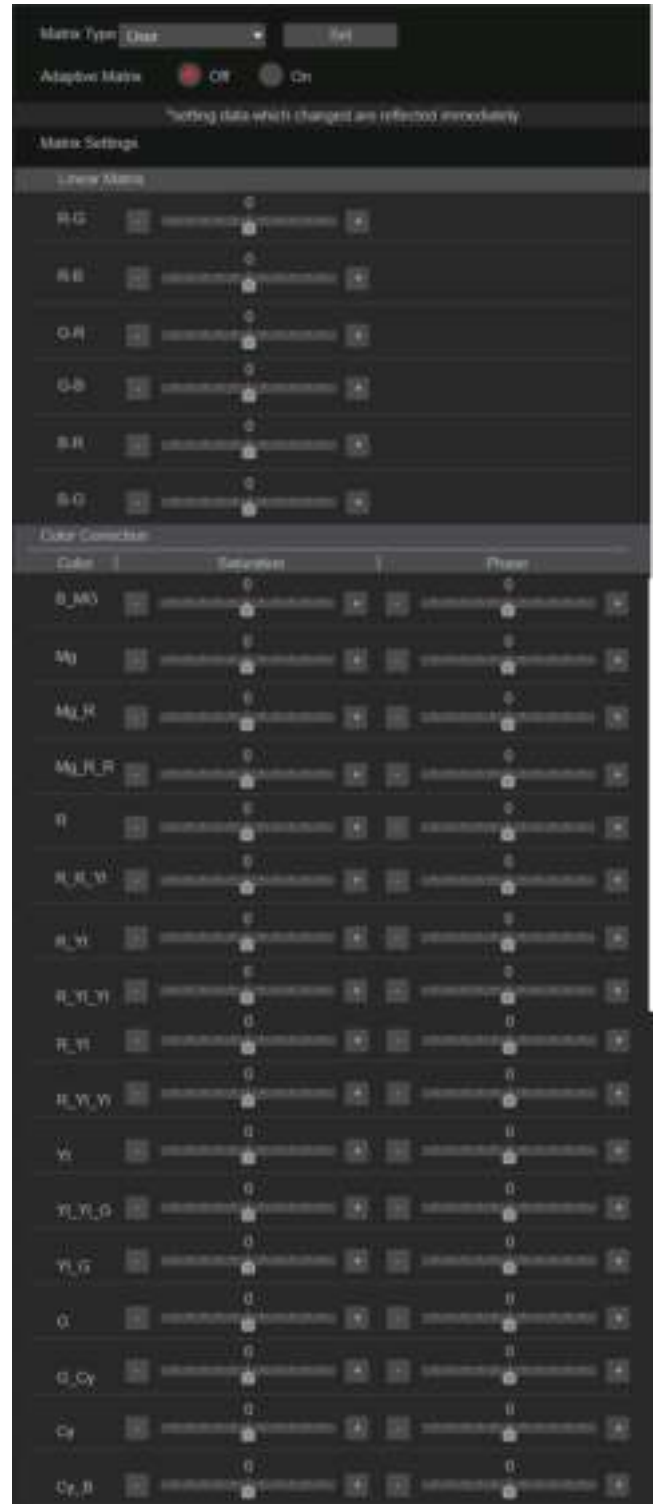 Matrix Type User Set
Adaptive Matrix Off On
*setting data which changed are reflected immediately.
Matrix Settings
Linear Matrix
R-G - 0 +
R-B - 0 +
G-R - 0 +
G-B - 0 +
B-R - 0 +
B-G - 0 +
Color Correction
Color Saturation Phase
B_MG - 0 + - 0 +
Mg - 0 + - 0 +
Mg_R - 0 + - 0 +
Mg_R_R - 0 + - 0 +
R - 0 + - 0 +
R_R_Yl - 0 + - 0 +
R_Yl - 0 + - 0 +
R_Yl_Yl - 0 + - 0 +
R_Yl - 0 + - 0 +
R_Yl_Yl - 0 + - 0 +
Yl - 0 + - 0 +
Yl_Yl_G - 0 + - 0 +
Yl_G - 0 + - 0 +
G - 0 + - 0 +
G_Cy - 0 + - 0 +
Cy - 0 + - 0 +
Cy_B - 0 + - 0 +